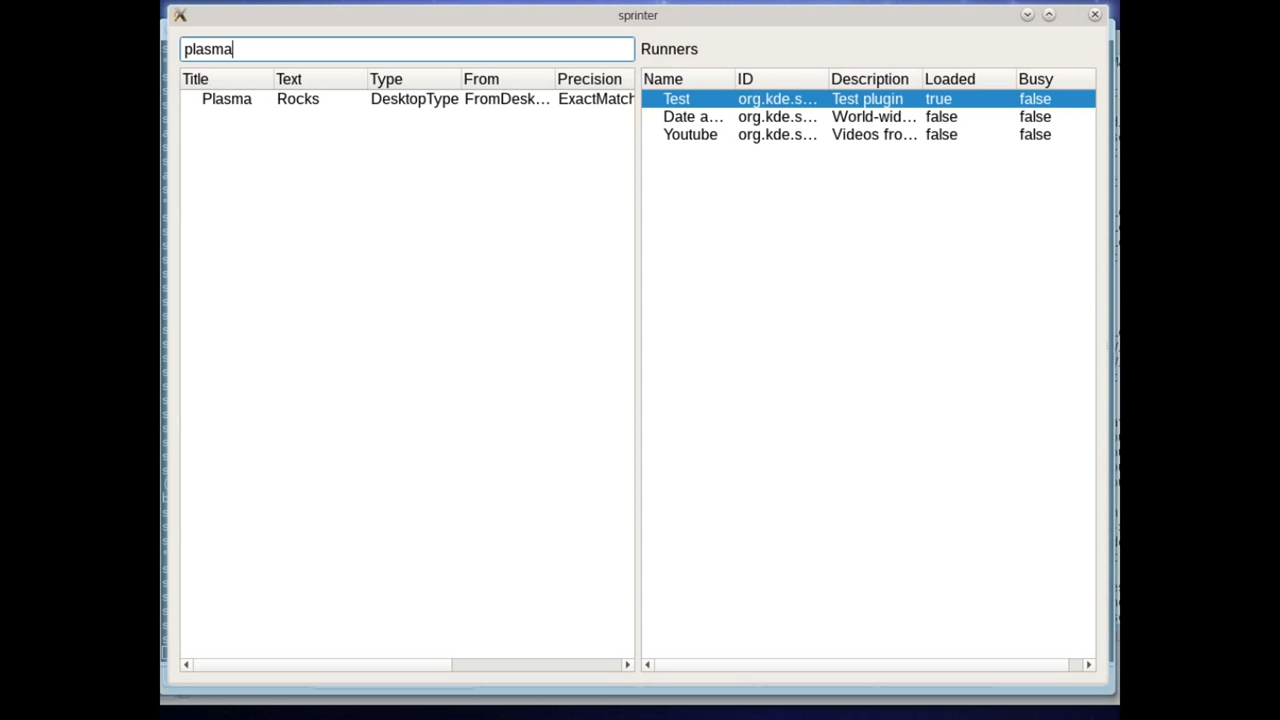 sprinter
plasma
Runners
Title Text Type From Precision
Plasma Rocks DesktopType FromDesk... ExactMatch
Name ID Description Loaded Busy
Test org.kde.s... Test plugin true false
Date a... org.kde.s... World-wid... false false
Youtube org.kde.s... Videos fro... false false